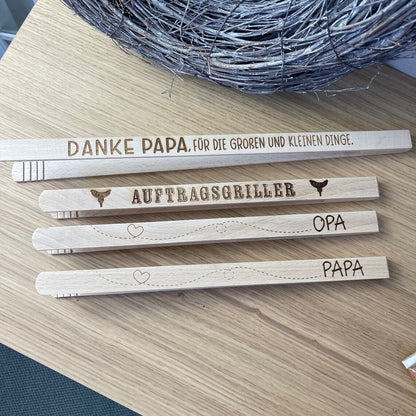 DANKE PAPA, FÜR DIE GROßEN UND KLEINEN DINGE.
AUFTRAGSGRILLER
OPA
PAPA